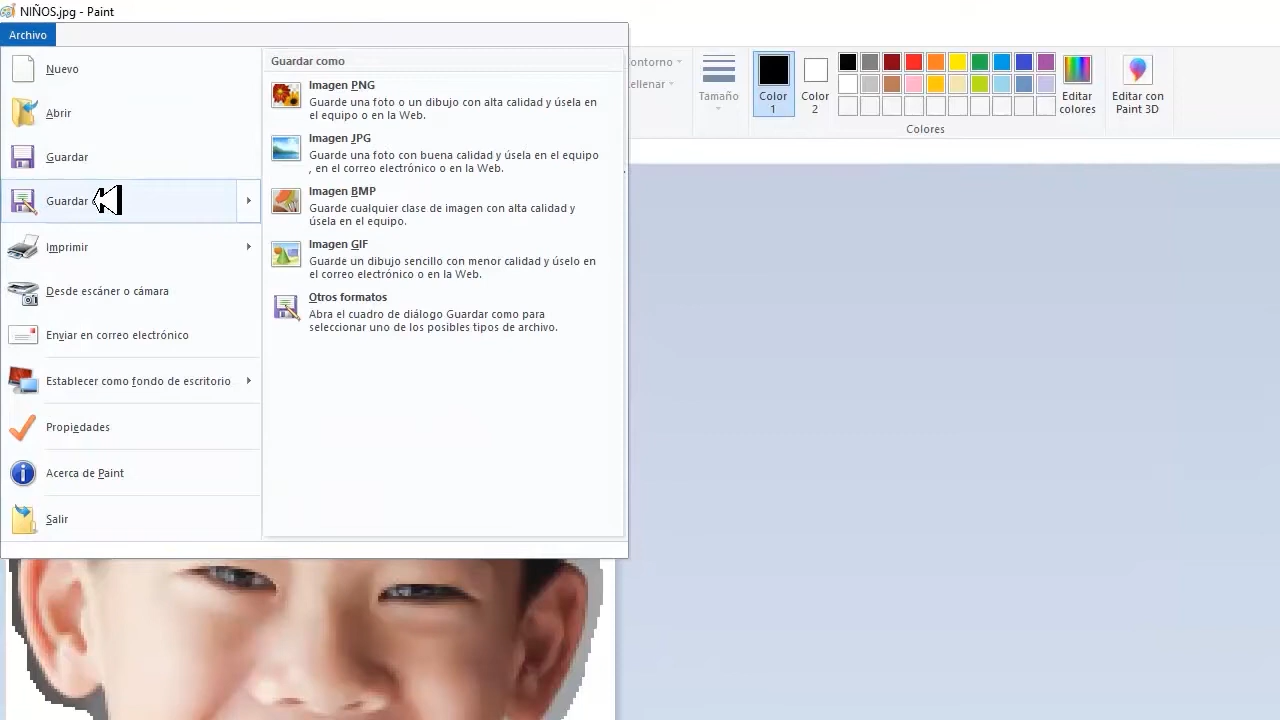 NIÑOS.jpg - Paint
Archivo
Nuevo
Abrir
Guardar
Guardar
Imprimir
Desde escáner o cámara
Enviar en correo electrónico
Establecer como fondo de escritorio
Propiedades
Acerca de Paint
Salir
Guardar como
Imagen PNG
Guarde una foto o un dibujo con alta calidad y úsela en
el equipo o en la Web.
Imagen JPG
Guarde una foto con buena calidad y úsela en el equipo
, en el correo electrónico o en la Web.
Imagen BMP
Guarde cualquier clase de imagen con alta calidad y
úsela en el equipo.
Imagen GIF
Guarde un dibujo sencillo con menor calidad y úselo en
el correo electrónico o en la Web.
Otros formatos
Abra el cuadro de diálogo Guardar como para
seleccionar uno de los posibles tipos de archivo.
ontorno
ellenar
Tamaño
Color
1
Color
2
Editar
colores
Editar con
Paint 3D
Colores